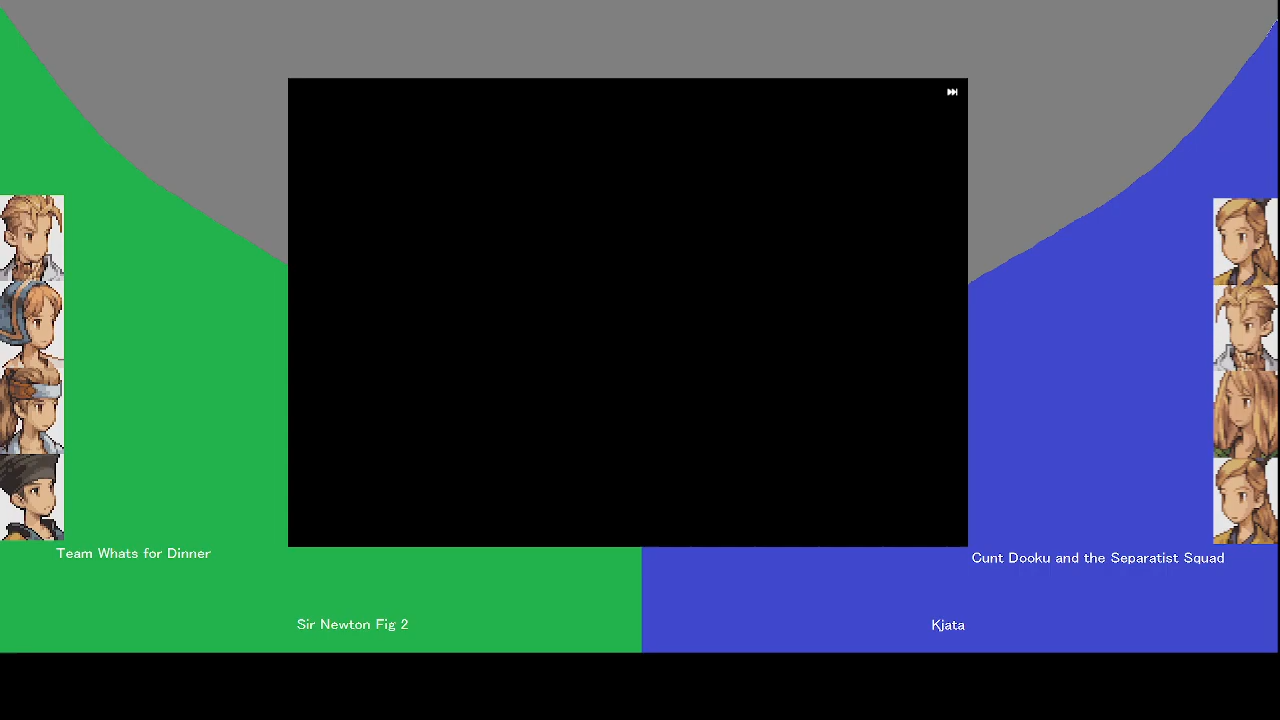 Team Whats for Dinner
Cunt Dooku and the Separatist Squad
Sir Newton Fig 2
Kjata